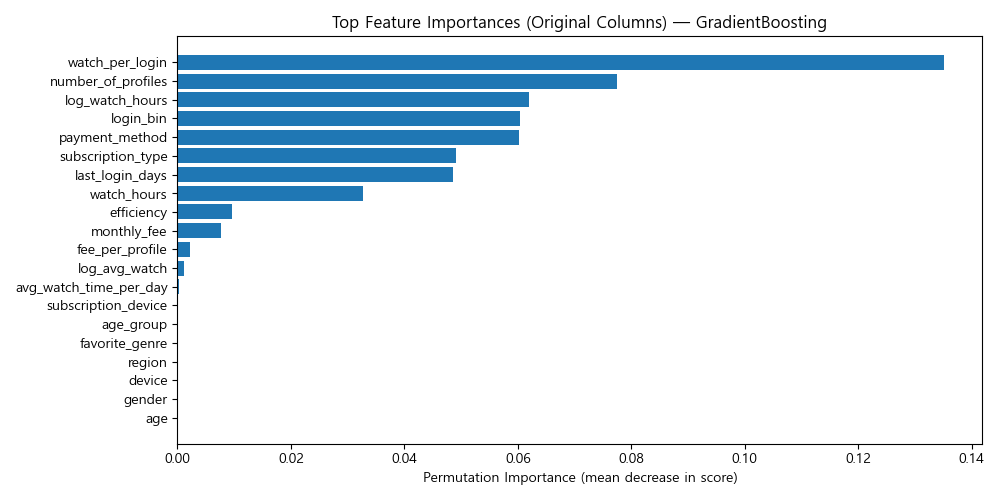 Top Feature Importances (Original Columns) — GradientBoosting
watch_per_login
number_of_profiles
log_watch_hours
login_bin
payment_method
subscription_type
last_login_days
watch_hours
efficiency
monthly_fee
fee_per_profile
log_avg_watch
avg_watch_time_per_day
subscription_device
age_group
favorite_genre
region
device
gender
age
0.00 0.02 0.04 0.06 0.08 0.10 0.12 0.14
Permutation Importance (mean decrease in score)